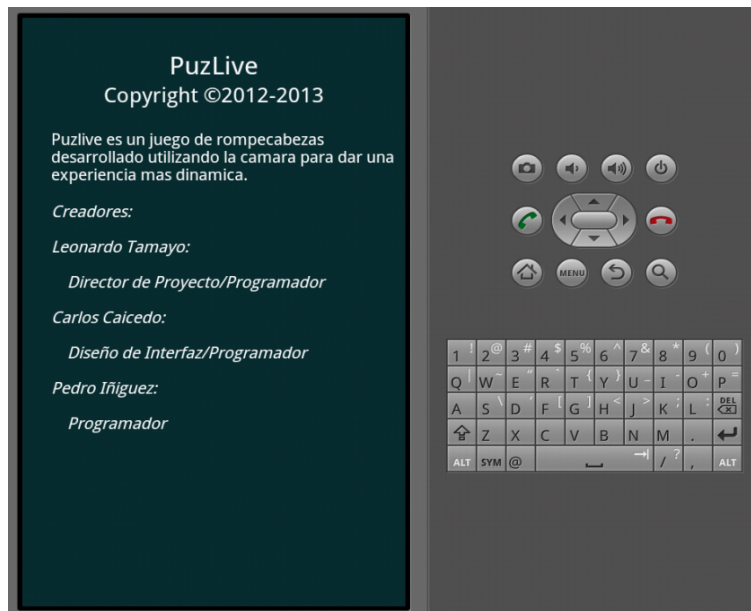 PuzLive
Copyright ©2012-2013
Puzlive es un juego de rompecabezas
desarrollado utilizando la camara para dar una
experiencia mas dinamica.
Creadores:
Leonardo Tamayo:
Director de Proyecto/Programador
Carlos Caicedo:
Diseño de Interfaz/Programador
Pedro Iñiguez:
Programador
MENU
1 ! 2 @ 3 # 4 $ 5 % 6 ^ 7 & 8 * 9 ( 0 )
Q | W ~ E " R ` T { Y } U _ I - O + P =
A S \ D ' F [ G ] H < J > K ; L : DEL
Z X C V B N M .
ALT SYM @ / ? , ALT